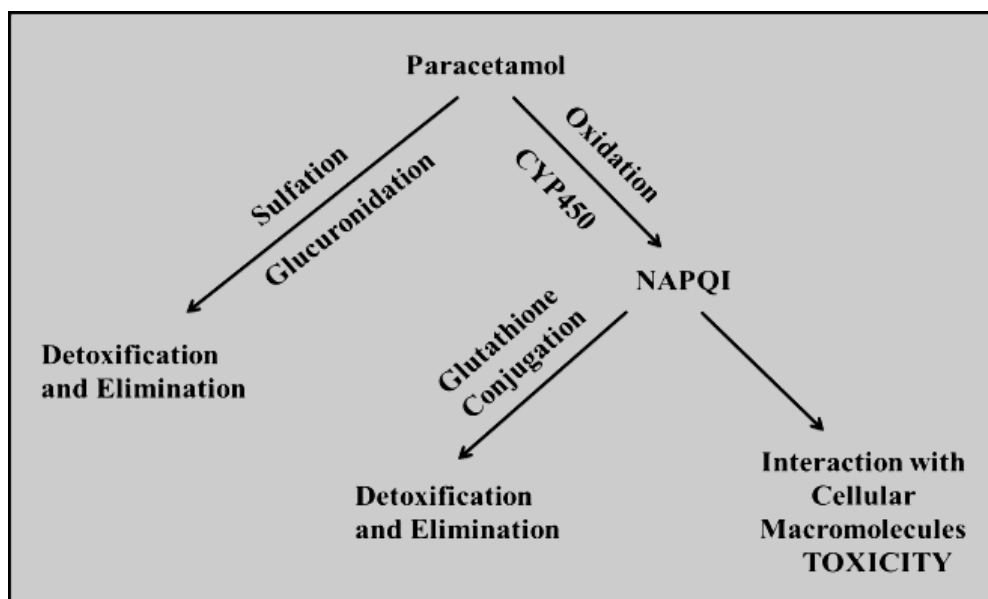 Paracetamol
Sulfation
Glucuronidation
Oxidation
CYP450
NAPQI
Detoxification
and Elimination
Glutathione
Conjugation
Detoxification
and Elimination
Interaction with
Cellular
Macromolecules
TOXICITY